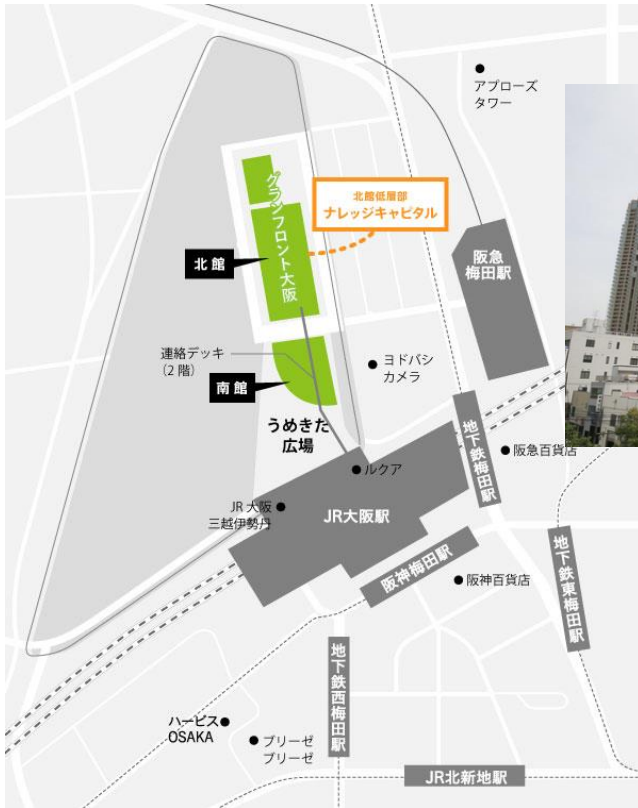 アプローズ
タワー
北館低層部
ナレッジキャピタル
グランフロント大阪
北館
阪急
梅田駅
連絡デッキ
(2 階)
ヨドバシ
カメラ
南館
うめきた
広場
地下鉄梅田駅
阪急百貨店
ルクア
JR 大阪
三越伊勢丹
JR大阪駅
阪神梅田駅
阪神百貨店
地下鉄東梅田駅
地下鉄西梅田駅
ハービス
OSAKA
ブリーゼ
ブリーゼ
JR北新地駅